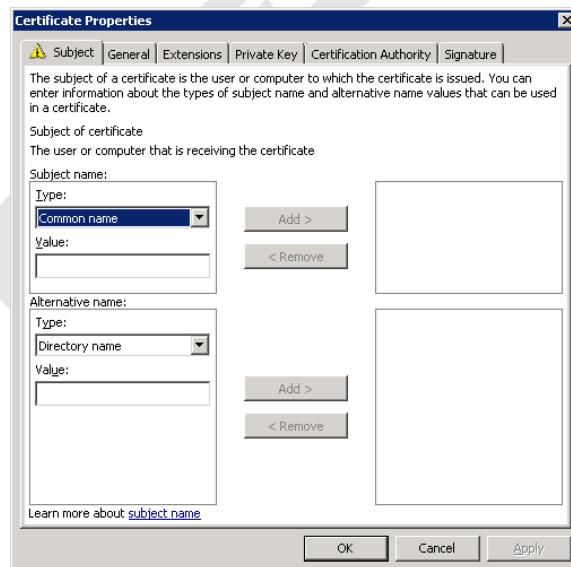 Certificate Properties
Subject General Extensions Private Key Certification Authority Signature
The subject of a certificate is the user or computer to which the certificate is issued. You can
enter information about the types of subject name and alternative name values that can be used
in a certificate.
Subject of certificate
The user or computer that is receiving the certificate
Subject name:
Type:
Common name
Add >
Value:
< Remove
Alternative name:
Type:
Directory name
Value:
Add >
< Remove
Learn more about subject name
OK Cancel Apply